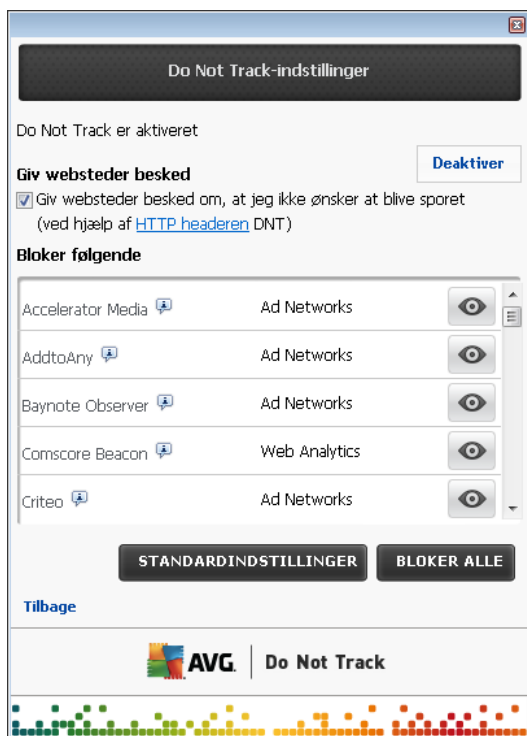 Do Not Track-indstillinger
Do Not Track er aktiveret
Deaktiver
Giv websteder besked
Giv websteder besked om, at jeg ikke ønsker at blive sporet
(ved hjælp af HTTP headeren DNT)
Bloker følgende
Accelerator Media Ad Networks
AddtoAny Ad Networks
Baynote Observer Ad Networks
Comscore Beacon Web Analytics
Criteo Ad Networks
STANDARDINDSTILLINGER BLOKER ALLE
Tilbage
AVG. Do Not Track